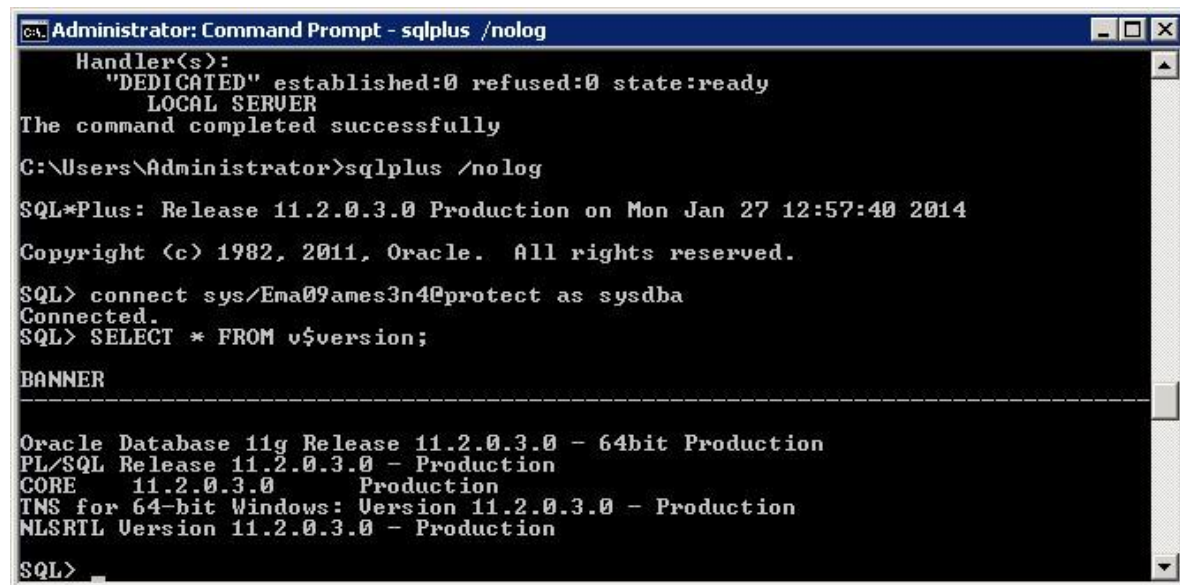 Administrator: Command Prompt - sqlplus /nolog
Handler(s):
"DEDICATED" established:0 refused:0 state:ready
LOCAL SERVER
The command completed successfully
C:\Users\Administrator>sqlplus /nolog
SQL*Plus: Release 11.2.0.3.0 Production on Mon Jan 27 12:57:40 2014
Copyright (c) 1982, 2011, Oracle.  All rights reserved.
SQL> connect sys/Ema09ames3n4@protect as sysdba
Connected.
SQL> SELECT * FROM v$version;
BANNER
--------------------------------------------------------------------------------
Oracle Database 11g Release 11.2.0.3.0 - 64bit Production
PL/SQL Release 11.2.0.3.0 - Production
CORE    11.2.0.3.0      Production
TNS for 64-bit Windows: Version 11.2.0.3.0 - Production
NLSRTL Version 11.2.0.3.0 - Production
SQL> _